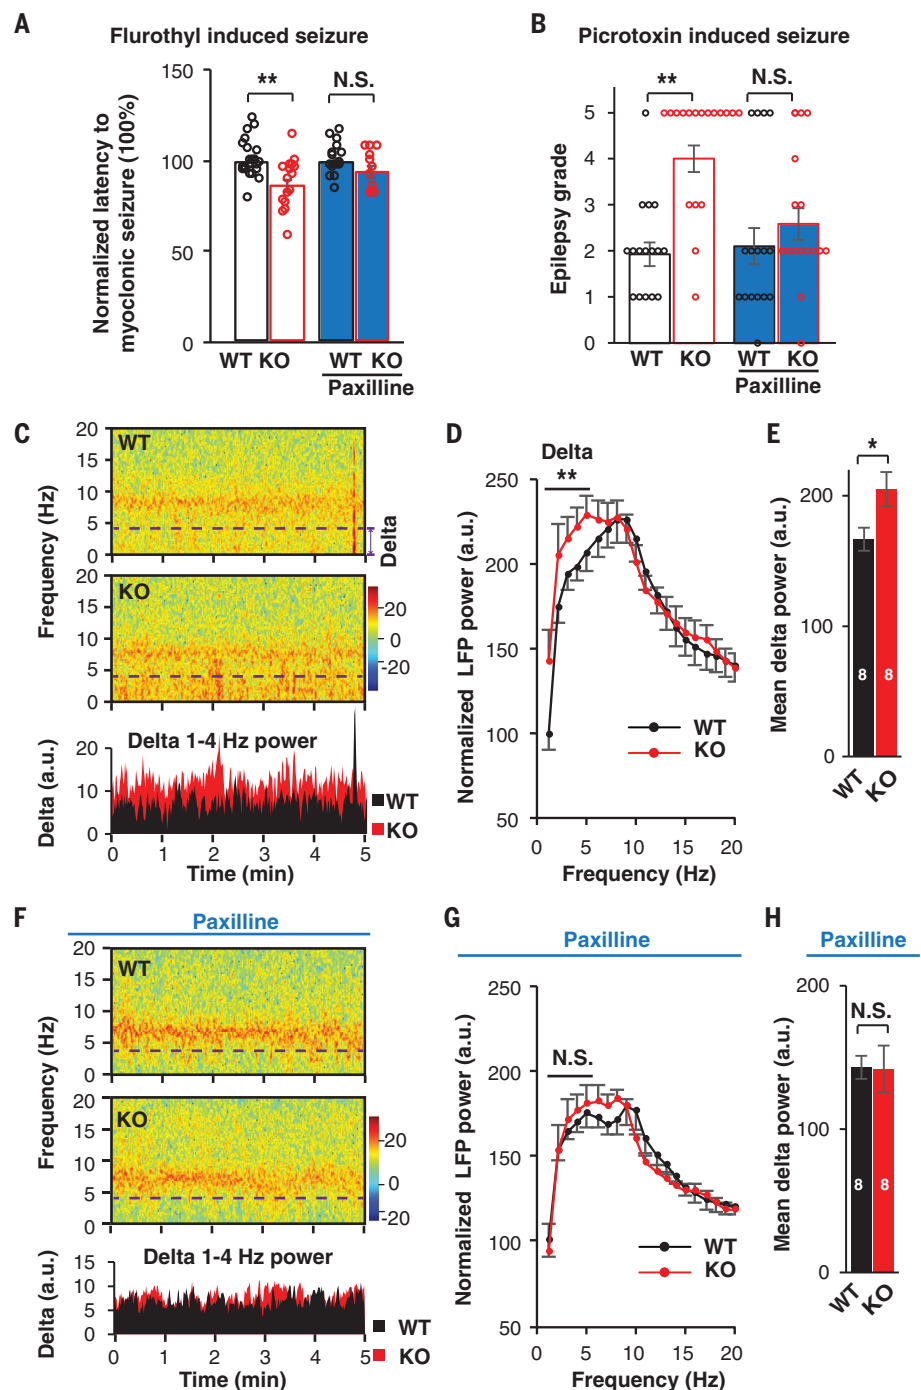 A
Flurothyl induced seizure
Normalized latency to
myoclonic seizure (100%)
150
100
50
0
**
N.S.
WT KO
WT KO
Paxilline
B
Picrotoxin induced seizure
Epilepsy grade
5
4
3
2
1
0
**
N.S.
WT
KO
WT
KO
Paxilline
C
Frequency (Hz)
20
15
10
5
0
WT
Delta
20
15
10
5
0
KO
20
0
-20
Delta 1-4 Hz power
Delta (a.u.)
20
10
0
WT
KO
0 1 2 3 4 5
Time (min)
D
Delta
**
Normalized LFP power (a.u.)
250
200
150
100
50
WT
KO
0 5 10 15 20
Frequency (Hz)
E
*
Mean delta power (a.u.)
200
100
0
8
8
WT
KO
F
Paxilline
Frequency (Hz)
20
15
10
5
0
WT
Frequency (Hz)
20
15
10
5
0
KO
20
0
-20
Delta 1-4 Hz power
Delta (a.u.)
15
10
5
0
WT
KO
0 1 2 3 4 5
Time (min)
G
Paxilline
N.S.
Normalized LFP power (a.u.)
250
200
150
100
50
WT
KO
0 5 10 15 20
Frequency (Hz)
H
Paxilline
N.S.
Mean delta power (a.u.)
200
100
0
8
8
WT
KO